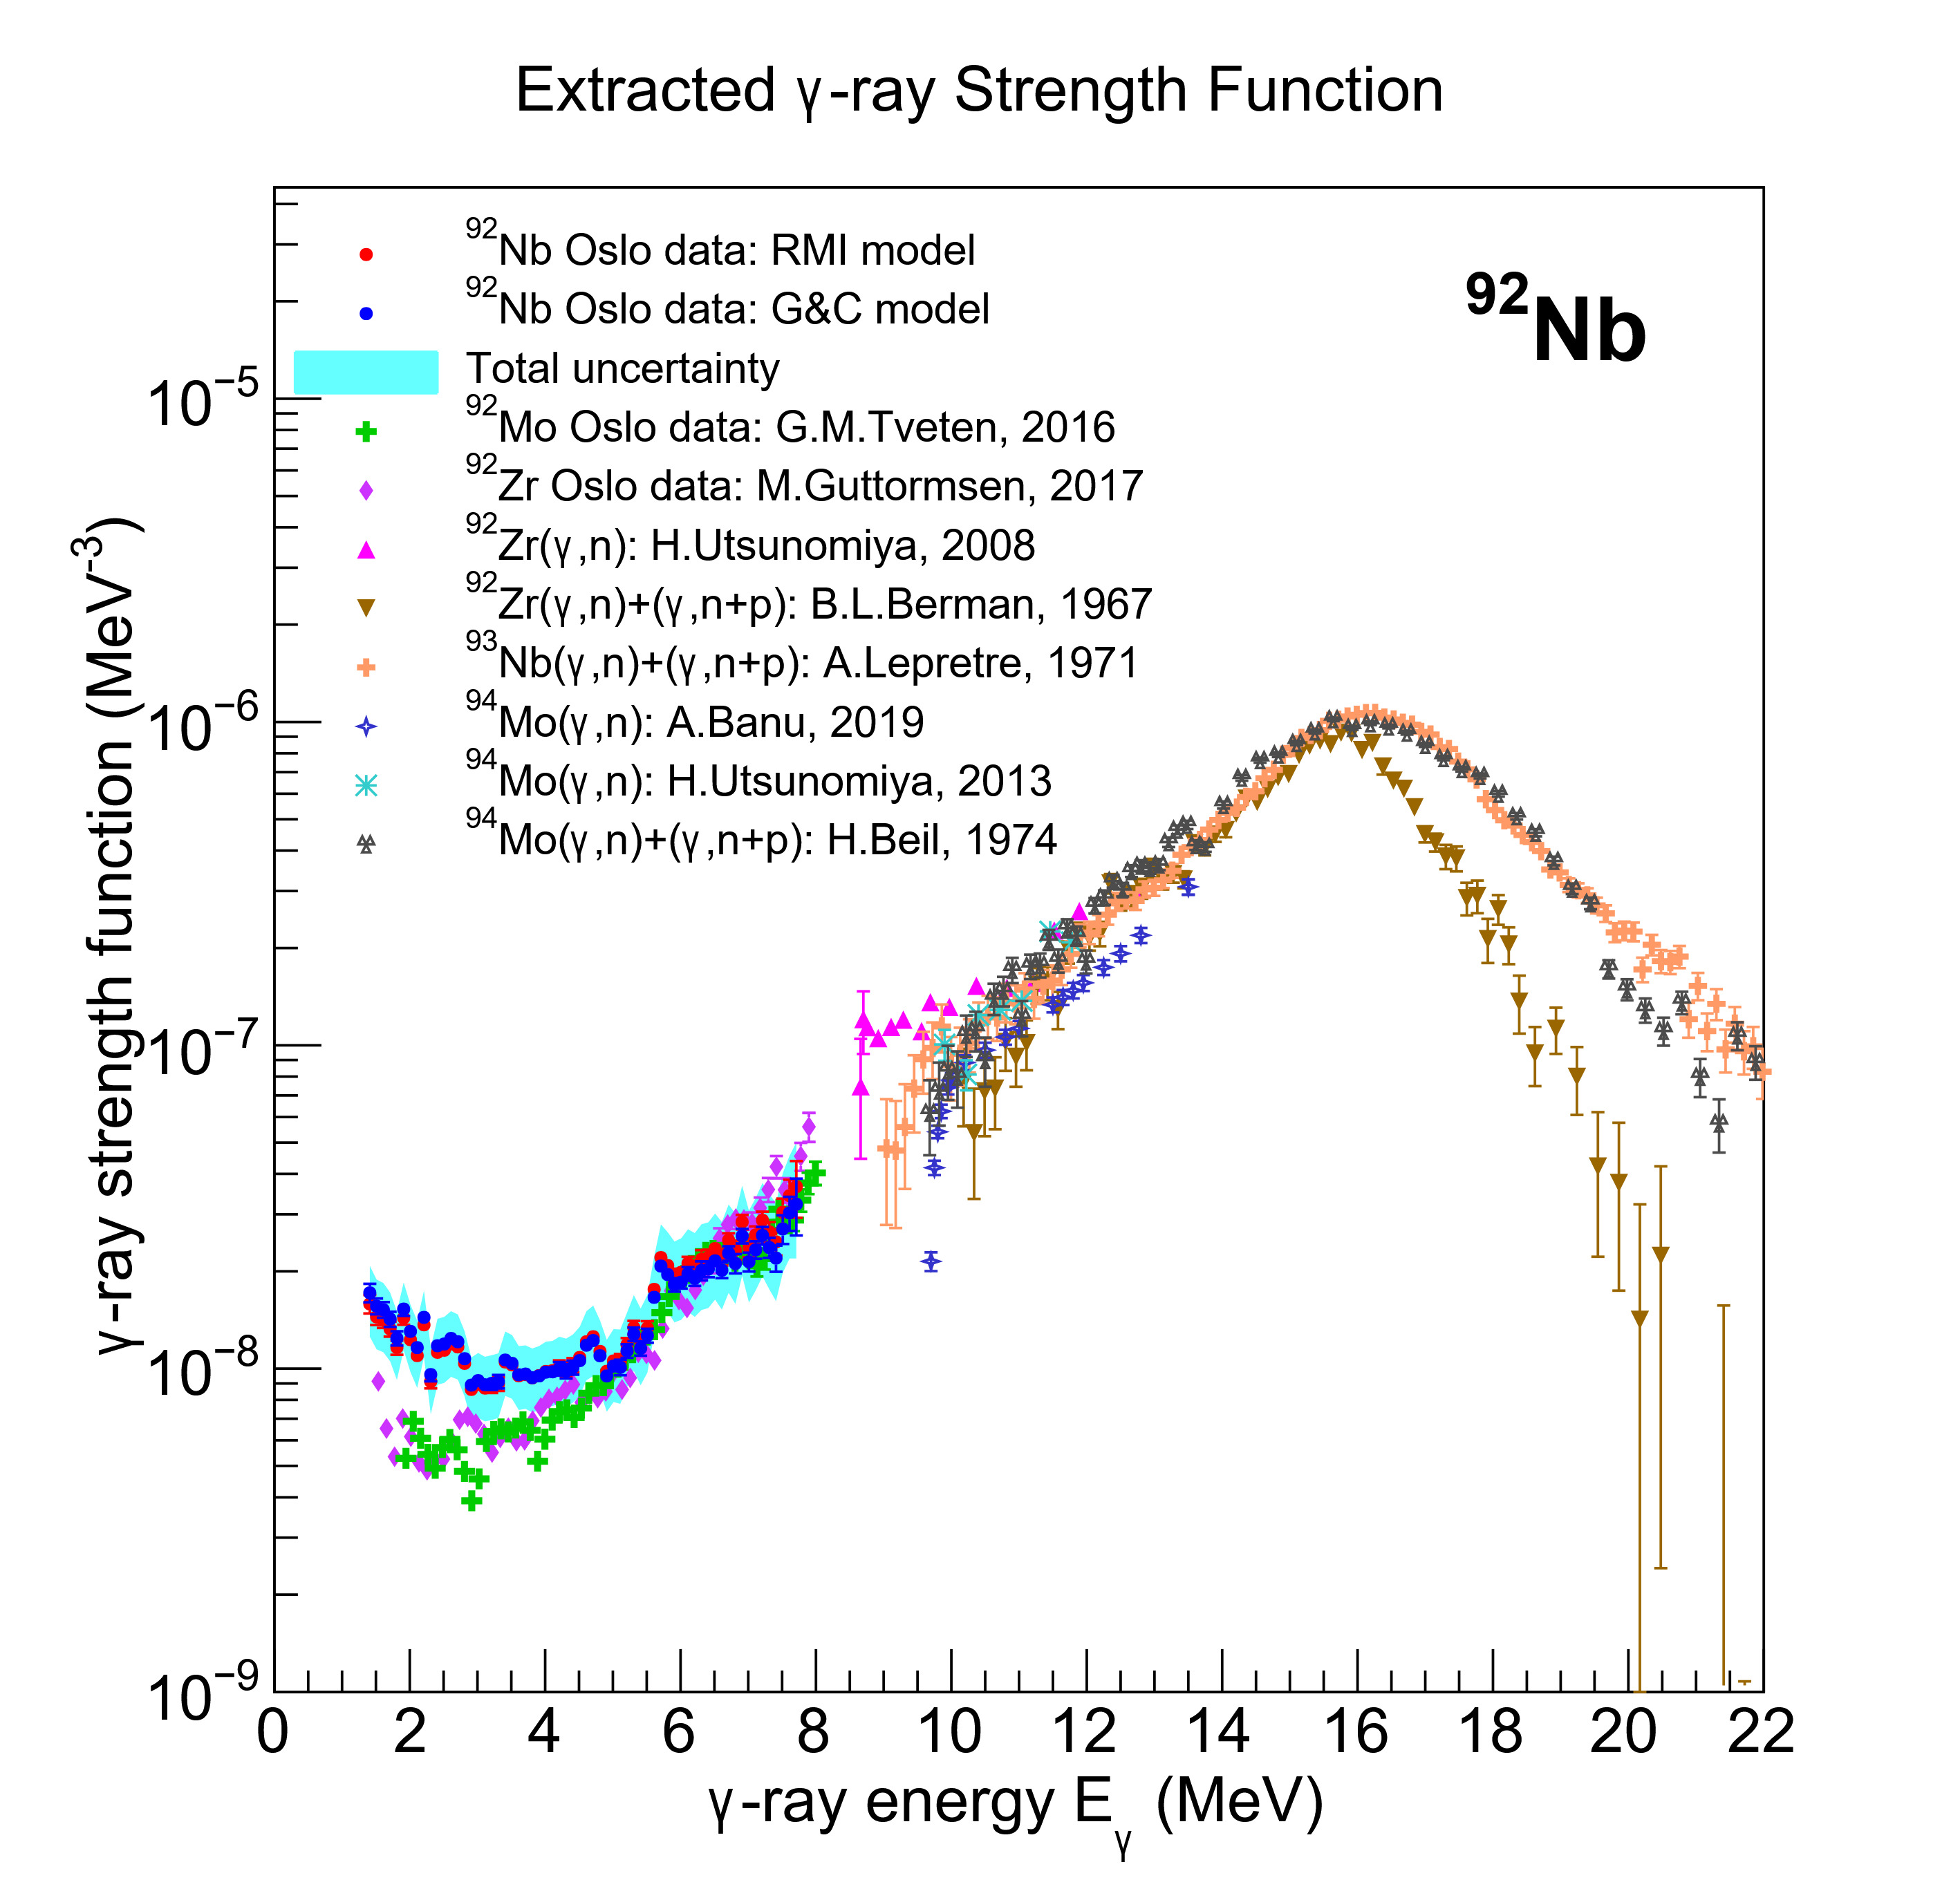 Extracted γ-ray Strength Function
⁹²Nb
⁹²Nb Oslo data: RMI model
⁹²Nb Oslo data: G&C model
Total uncertainty
⁹²Mo Oslo data: G.M.Tveten, 2016
⁹²Zr Oslo data: M.Guttormsen, 2017
⁹²Zr(γ,n): H.Utsunomiya, 2008
⁹²Zr(γ,n)+(γ,n+p): B.L.Berman, 1967
⁹³Nb(γ,n)+(γ,n+p): A.Lepretre, 1971
⁹⁴Mo(γ,n): A.Banu, 2019
⁹⁴Mo(γ,n): H.Utsunomiya, 2013
⁹⁴Mo(γ,n)+(γ,n+p): H.Beil, 1974
γ-ray strength function (MeV⁻³)
10⁻⁵
10⁻⁶
10⁻⁷
10⁻⁸
10⁻⁹
0 2 4 6 8 10 12 14 16 18 20 22
γ-ray energy Eᵧ (MeV)